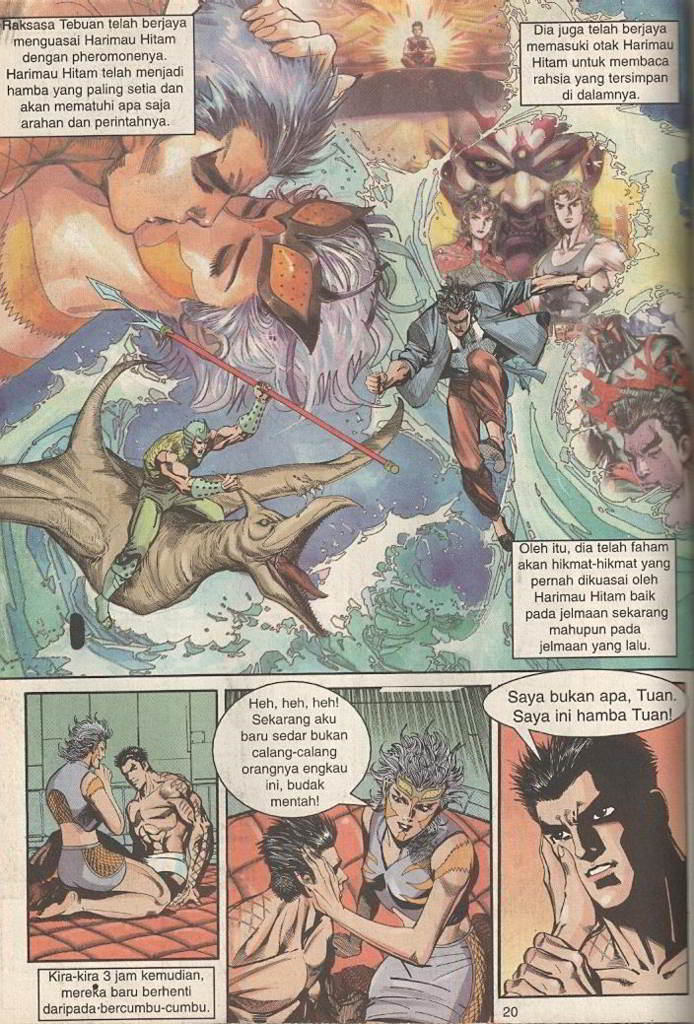 Raksasa Tebuan telah berjaya
menguasai Harimau Hitam
dengan pheromonenya.
Harimau Hitam telah menjadi
hamba yang paling setia dan
akan mematuhi apa saja
arahan dan perintahnya.
Dia juga telah berjaya
memasuki otak Harimau
Hitam untuk membaca
rahsia yang tersimpan
di dalamnya.
Oleh itu, dia telah faham
akan hikmat-hikmat yang
pernah dikuasai oleh
Harimau Hitam baik
pada jelmaan sekarang
mahupun pada
jelmaan yang lalu.
Kira-kira 3 jam kemudian,
mereka baru berhenti
daripada bercumbu-cumbu.
Heh, heh, heh!
Sekarang aku
baru sedar bukan
calang-calang
orangnya engkau
ini, budak
mentah!
Saya bukan apa, Tuan.
Saya ini hamba Tuan!
20